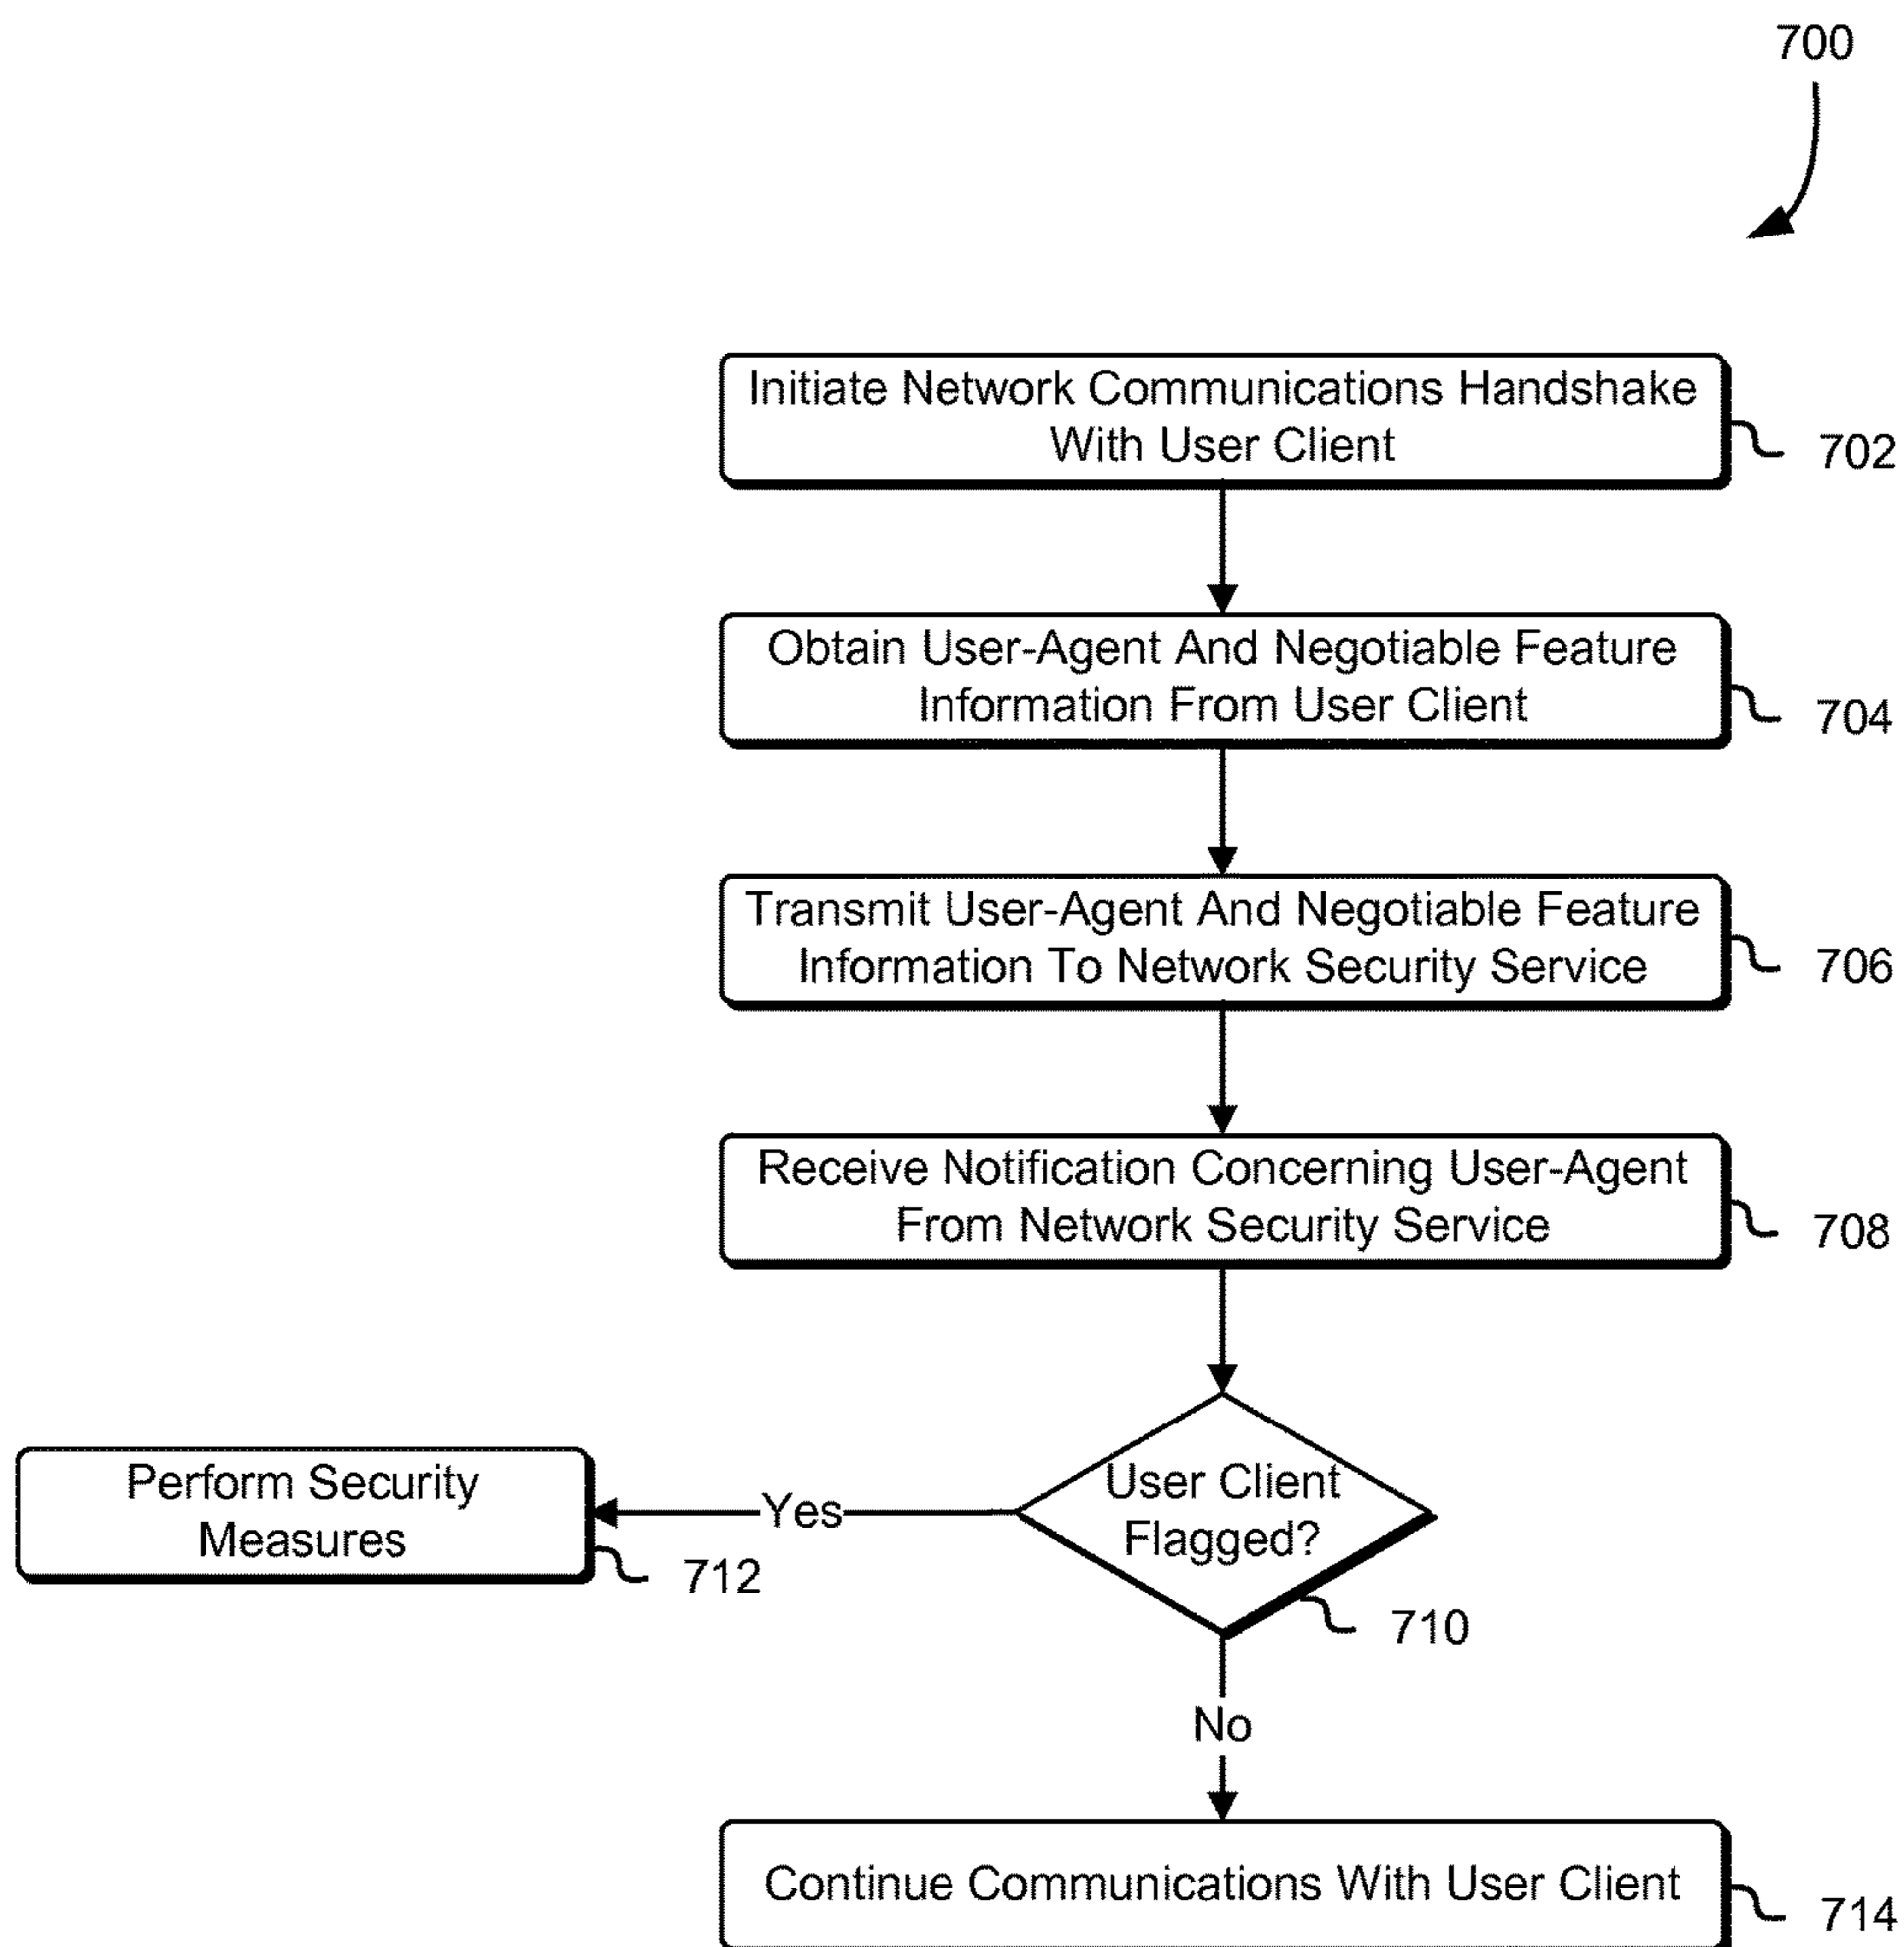 700
Initiate Network Communications Handshake
With User Client
702
Obtain User-Agent And Negotiable Feature
Information From User Client
704
Transmit User-Agent And Negotiable Feature
Information To Network Security Service
706
Receive Notification Concerning User-Agent
From Network Security Service
708
User Client
Flagged?
710
Yes
Perform Security
Measures
712
No
Continue Communications With User Client
714